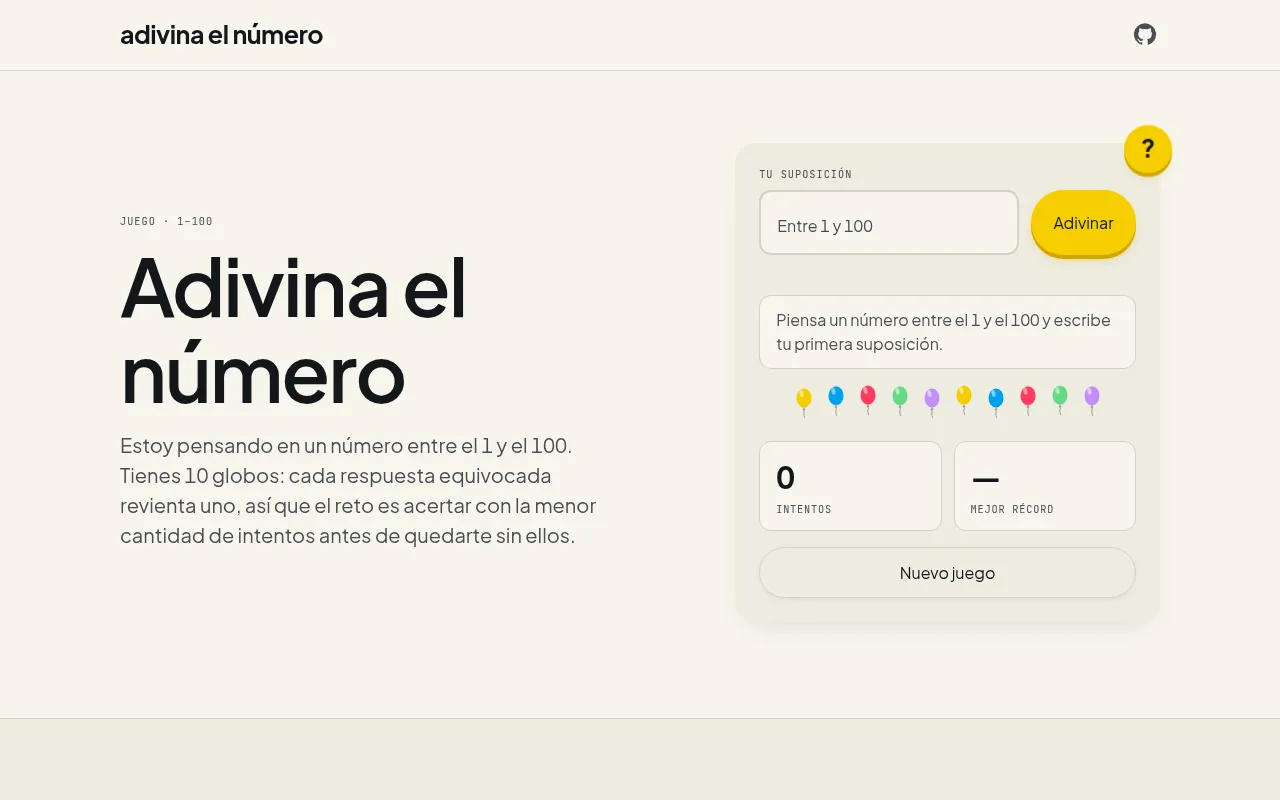 adivina el número
JUEGO · 1–100
Adivina el
número
Estoy pensando en un número entre el 1 y el 100.
Tienes 10 globos: cada respuesta equivocada
revienta uno, así que el reto es acertar con la menor
cantidad de intentos antes de quedarte sin ellos.
?
TU SUPOSICIÓN
Entre 1 y 100
Adivinar
Piensa un número entre el 1 y el 100 y escribe
tu primera suposición.
0
INTENTOS
—
MEJOR RÉCORD
Nuevo juego